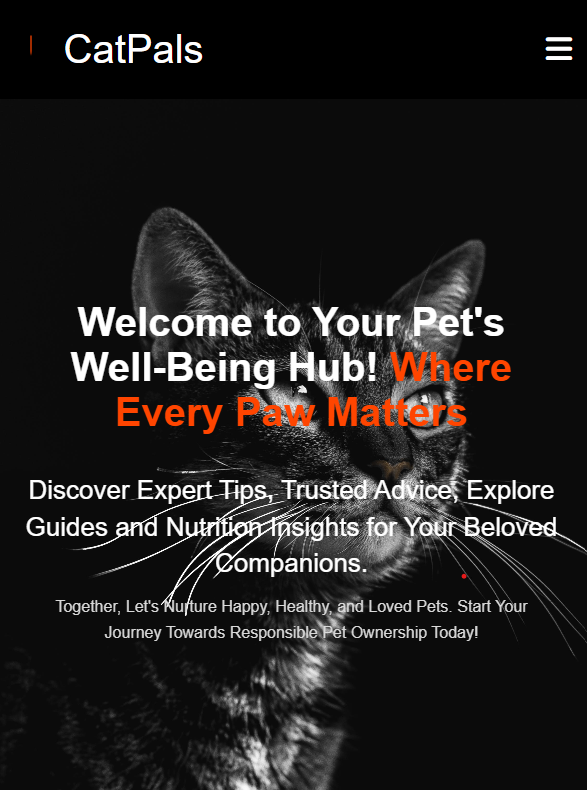 CatPals
Welcome to Your Pet's
Well-Being Hub! Where
Every Paw Matters
Discover Expert Tips, Trusted Advice, Explore
Guides and Nutrition Insights for Your Beloved
Companions.
Together, Let's Nurture Happy, Healthy, and Loved Pets. Start Your
Journey Towards Responsible Pet Ownership Today!